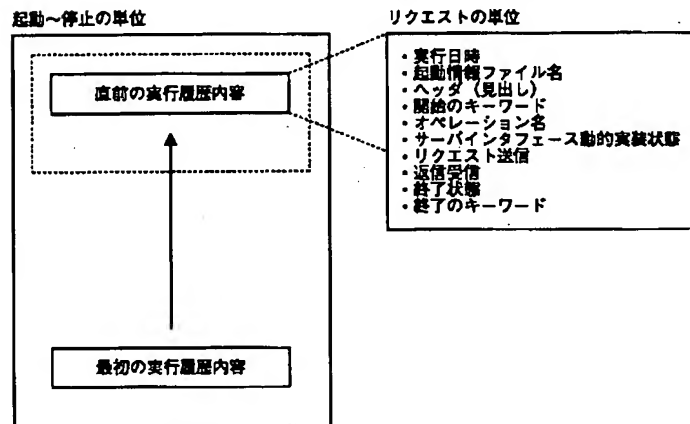 起動～停止の単位
直前の実行履歴内容
最初の実行履歴内容
リクエストの単位
・実行日時
・起動情報ファイル名
・ヘッダ（見出し）
・開始のキーワード
・オペレーション名
・サーバインタフェース動的実装状態
・リクエスト送信
・返信受信
・終了状態
・終了のキーワード